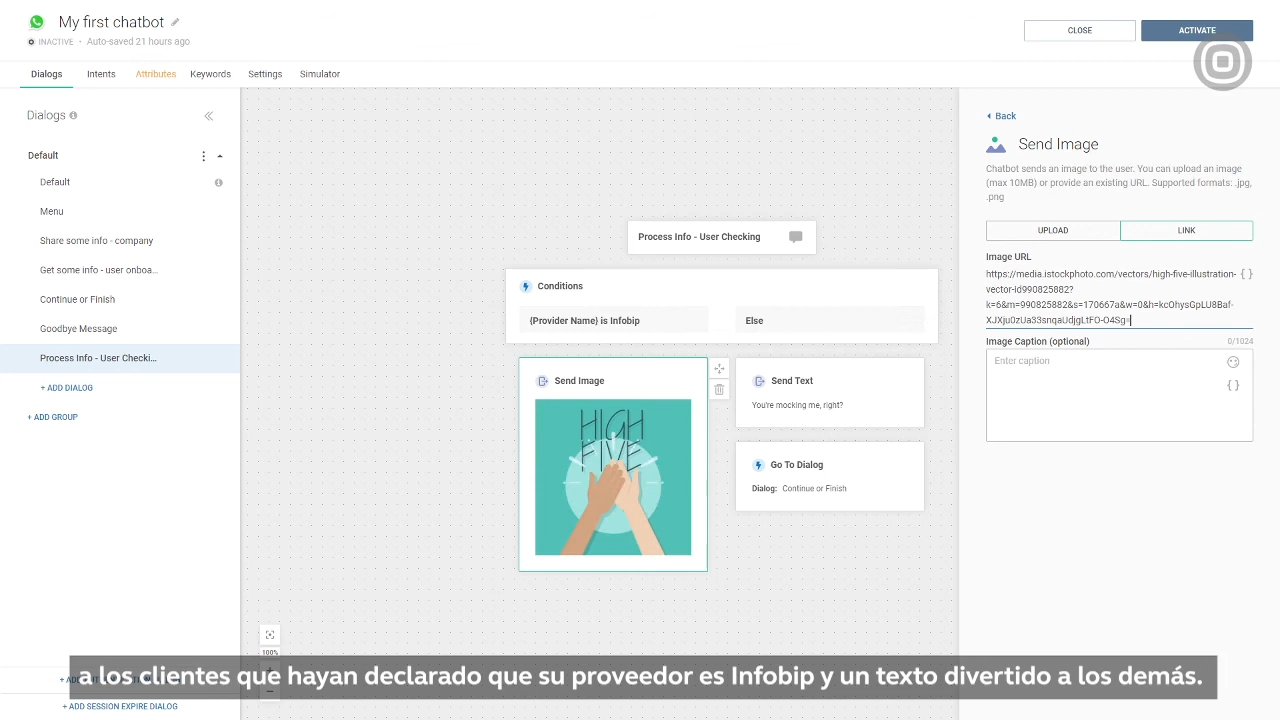 My first chatbot
INACTIVE • Auto-saved 21 hours ago
CLOSE
ACTIVATE
Dialogs
Intents
Attributes
Keywords
Settings
Simulator
Dialogs
Default
Default
Menu
Share some info - company
Get some info - user onboa...
Continue or Finish
Goodbye Message
Process Info - User Checki...
+ ADD DIALOG
+ ADD GROUP
+ ADD SESSION EXPIRE DIALOG
Process Info - User Checking
Conditions
{Provider Name} is Infobip
Else
Send Image
HIGH
FIVE
Send Text
You're mocking me, right?
Go To Dialog
Dialog: Continue or Finish
100%
Back
Send Image
Chatbot sends an image to the user. You can upload an image
(max 10MB) or provide an existing URL. Supported formats: .jpg,
.png
UPLOAD
LINK
Image URL
https://media.istockphoto.com/vectors/high-five-illustration-
vector-id990825882?
k=6&m=990825882&s=170667a&w=0&h=kcOhysGpLU8Baf-
XJXju0zUa33snqaUdjgLtFO-O4Sg=
{ }
Image Caption (optional)
0/1024
Enter caption
{ }
a los clientes que hayan declarado que su proveedor es Infobip y un texto divertido a los demás.